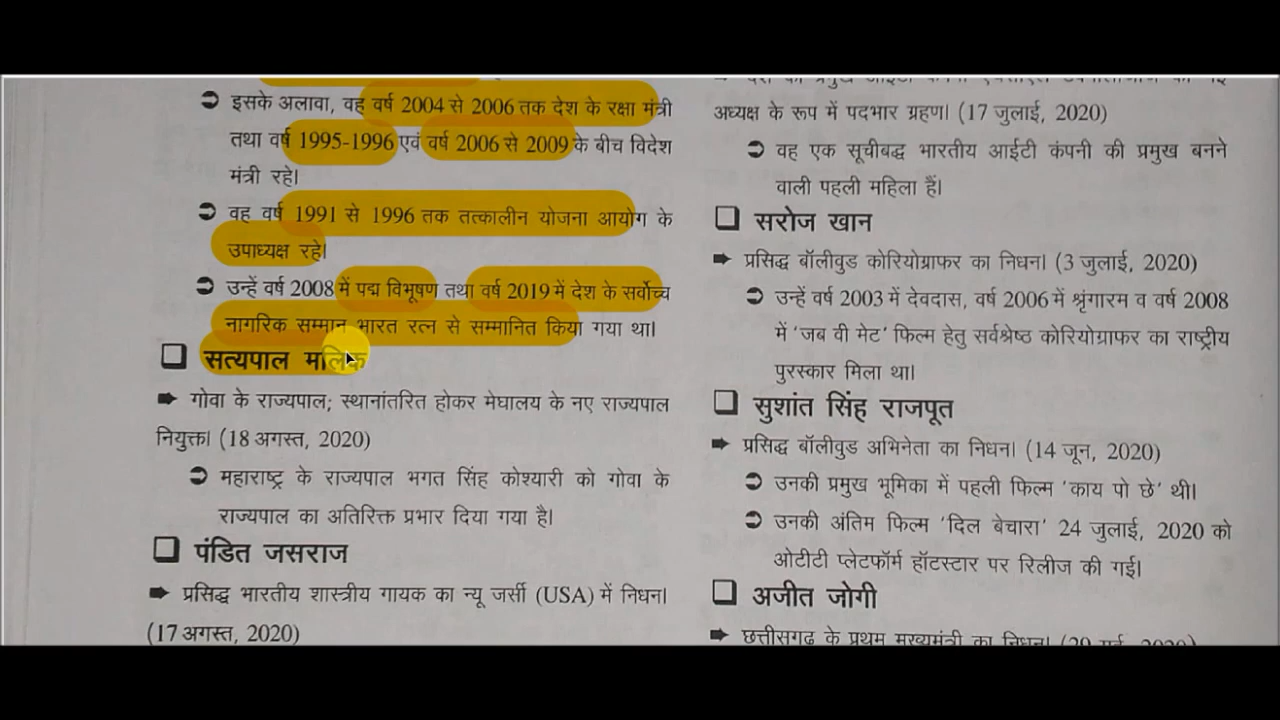 ➲ इसके अलावा, वह वर्ष 2004 से 2006 तक देश के रक्षा मंत्री
तथा वर्ष 1995-1996 एवं वर्ष 2006 से 2009 के बीच विदेश
मंत्री रहे।
➲ वह वर्ष 1991 से 1996 तक तत्कालीन योजना आयोग के
उपाध्यक्ष रहे।
➲ उन्हें वर्ष 2008 में पद्म विभूषण तथा वर्ष 2019 में देश के सर्वोच्च
नागरिक सम्मान भारत रत्न से सम्मानित किया गया था।
❑ सत्यपाल मलिक
➨ गोवा के राज्यपाल; स्थानांतरित होकर मेघालय के नए राज्यपाल
नियुक्त। (18 अगस्त, 2020)
➲ महाराष्ट्र के राज्यपाल भगत सिंह कोश्यारी को गोवा के
राज्यपाल का अतिरिक्त प्रभार दिया गया है।
❑ पंडित जसराज
➨ प्रसिद्ध भारतीय शास्त्रीय गायक का न्यू जर्सी (USA) में निधन।
(17 अगस्त, 2020)
अध्यक्ष के रूप में पदभार ग्रहण। (17 जुलाई, 2020)
➲ वह एक सूचीबद्ध भारतीय आईटी कंपनी की प्रमुख बनने
वाली पहली महिला हैं।
❑ सरोज खान
➨ प्रसिद्ध बॉलीवुड कोरियोग्राफर का निधन। (3 जुलाई, 2020)
➲ उन्हें वर्ष 2003 में देवदास, वर्ष 2006 में श्रृंगारम व वर्ष 2008
में ‘जब वी मेट’ फिल्म हेतु सर्वश्रेष्ठ कोरियोग्राफर का राष्ट्रीय
पुरस्कार मिला था।
❑ सुशांत सिंह राजपूत
➨ प्रसिद्ध बॉलीवुड अभिनेता का निधन। (14 जून, 2020)
➲ उनकी प्रमुख भूमिका में पहली फिल्म ‘काय पो छे’ थी।
➲ उनकी अंतिम फिल्म ‘दिल बेचारा’ 24 जुलाई, 2020 को
ओटीटी प्लेटफॉर्म हॉटस्टार पर रिलीज की गई।
❑ अजीत जोगी
➨ छत्तीसगढ़ के प्रथम मुख्यमंत्री का निधन। (29 मई, 2020)